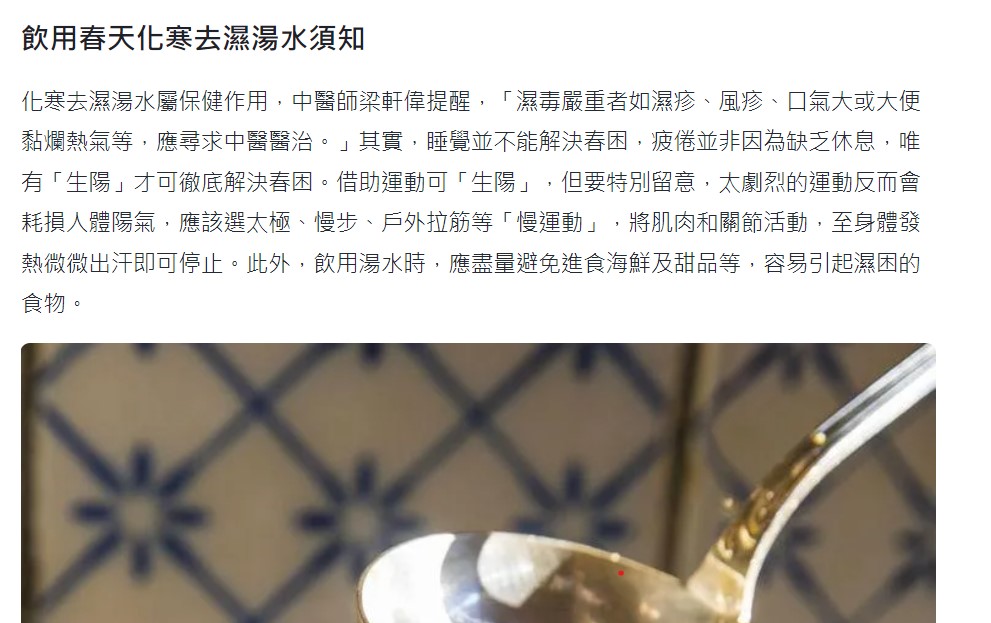 飲用春天化寒去濕湯水須知
化寒去濕湯水屬保健作用，中醫師梁軒偉提醒，「濕毒嚴重者如濕疹、風疹、口氣大或大便
黏爛熱氣等，應尋求中醫醫治。」其實，睡覺並不能解決春困，疲倦並非因為缺乏休息，唯
有「生陽」才可徹底解決春困。借助運動可「生陽」，但要特別留意，太劇烈的運動反而會
耗損人體陽氣，應該選太極、慢步、戶外拉筋等「慢運動」，將肌肉和關節活動，至身體發
熱微微出汗即可停止。此外，飲用湯水時，應盡量避免進食海鮮及甜品等，容易引起濕困的
食物。